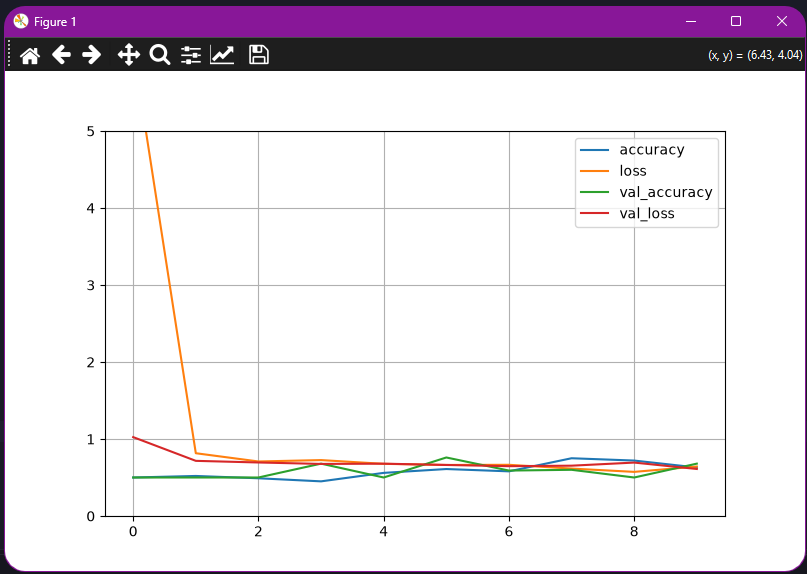 Figure 1
(x, y) = (6.43, 4.04)
5
4
3
2
1
0
0 2 4 6 8
accuracy
loss
val_accuracy
val_loss